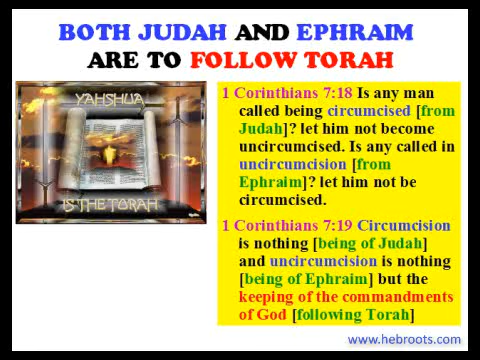 BOTH JUDAH AND EPHRAIM
ARE TO FOLLOW TORAH
YAHSHUA
IS THE TORAH
1 Corinthians 7:18 Is any man
called being circumcised [from
Judah]? let him not become
uncircumcised. Is any called in
uncircumcision [from
Ephraim]? let him not be
circumcised.
1 Corinthians 7:19 Circumcision
is nothing [being of Judah]
and uncircumcision is nothing
[being of Ephraim] but the
keeping of the commandments
of God [following Torah]
www.hebroots.com